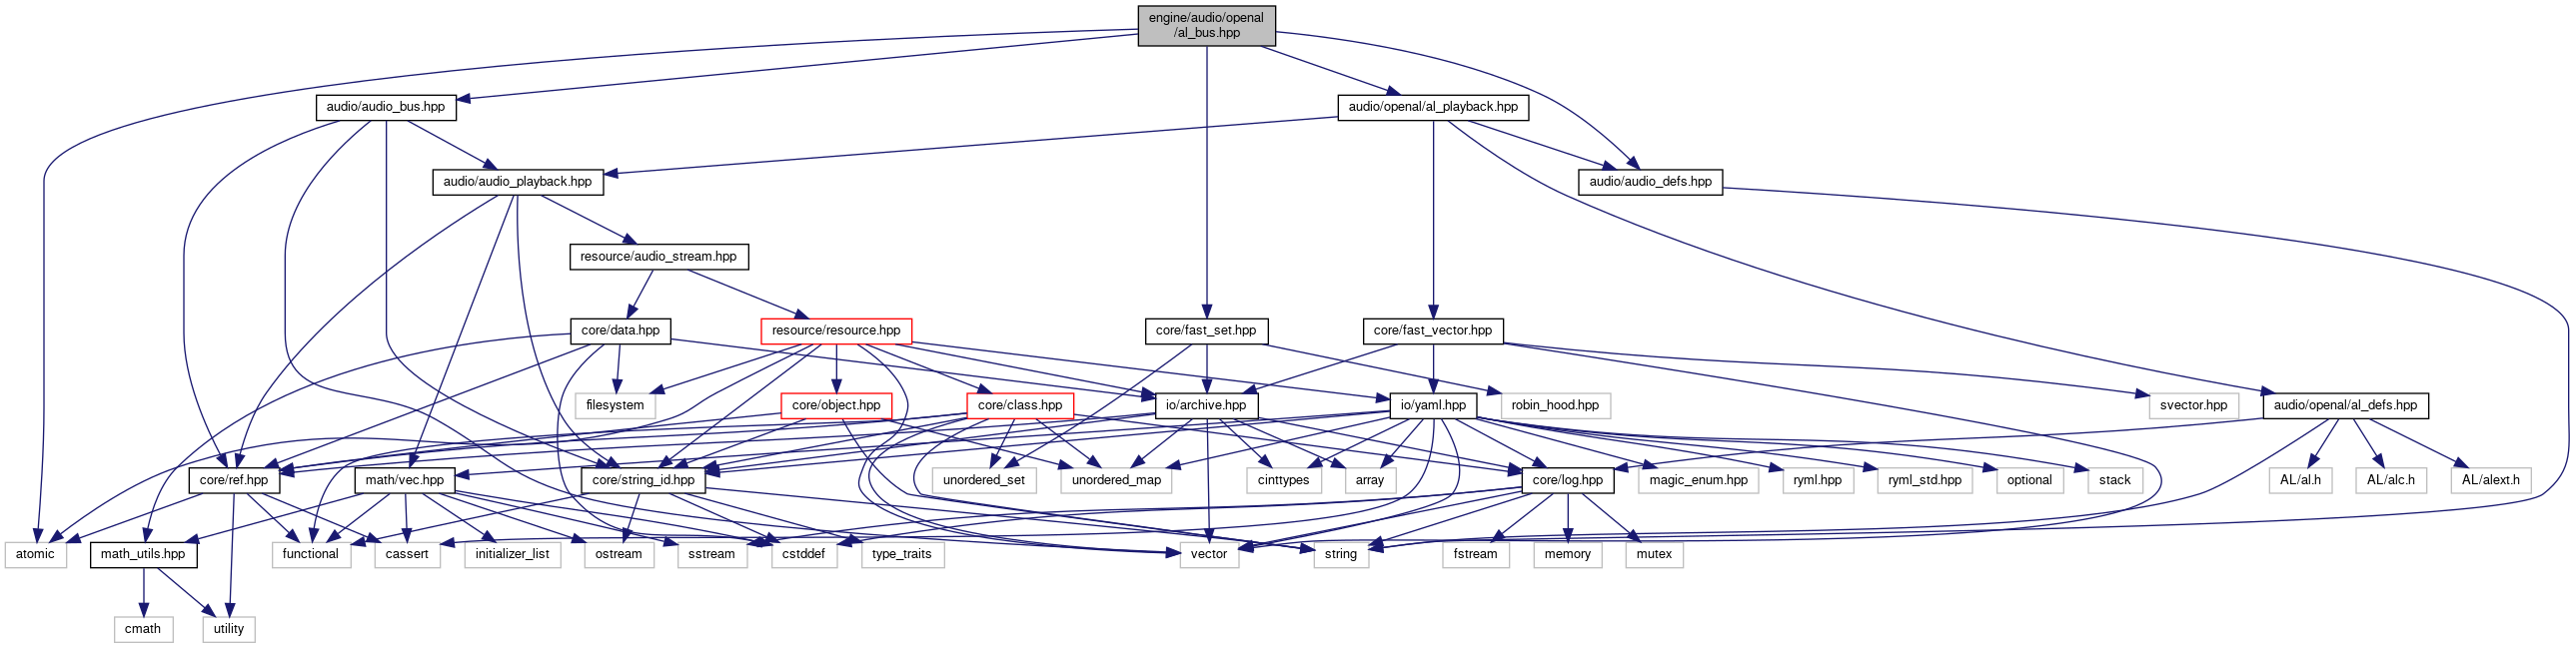 engine/audio/openal
/al_bus.hpp
audio/audio_bus.hpp
audio/openal/al_playback.hpp
audio/audio_playback.hpp
audio/audio_defs.hpp
resource/audio_stream.hpp
core/data.hpp
resource/resource.hpp
core/fast_set.hpp
core/fast_vector.hpp
filesystem
core/object.hpp
core/class.hpp
io/archive.hpp
io/yaml.hpp
robin_hood.hpp
svector.hpp
audio/openal/al_defs.hpp
core/ref.hpp
math/vec.hpp
core/string_id.hpp
unordered_set
unordered_map
cinttypes
array
core/log.hpp
magic_enum.hpp
ryml.hpp
ryml_std.hpp
optional
stack
AL/al.h
AL/alc.h
AL/alext.h
atomic
math_utils.hpp
functional
cassert
initializer_list
ostream
sstream
cstddef
type_traits
vector
string
fstream
memory
mutex
cmath
utility